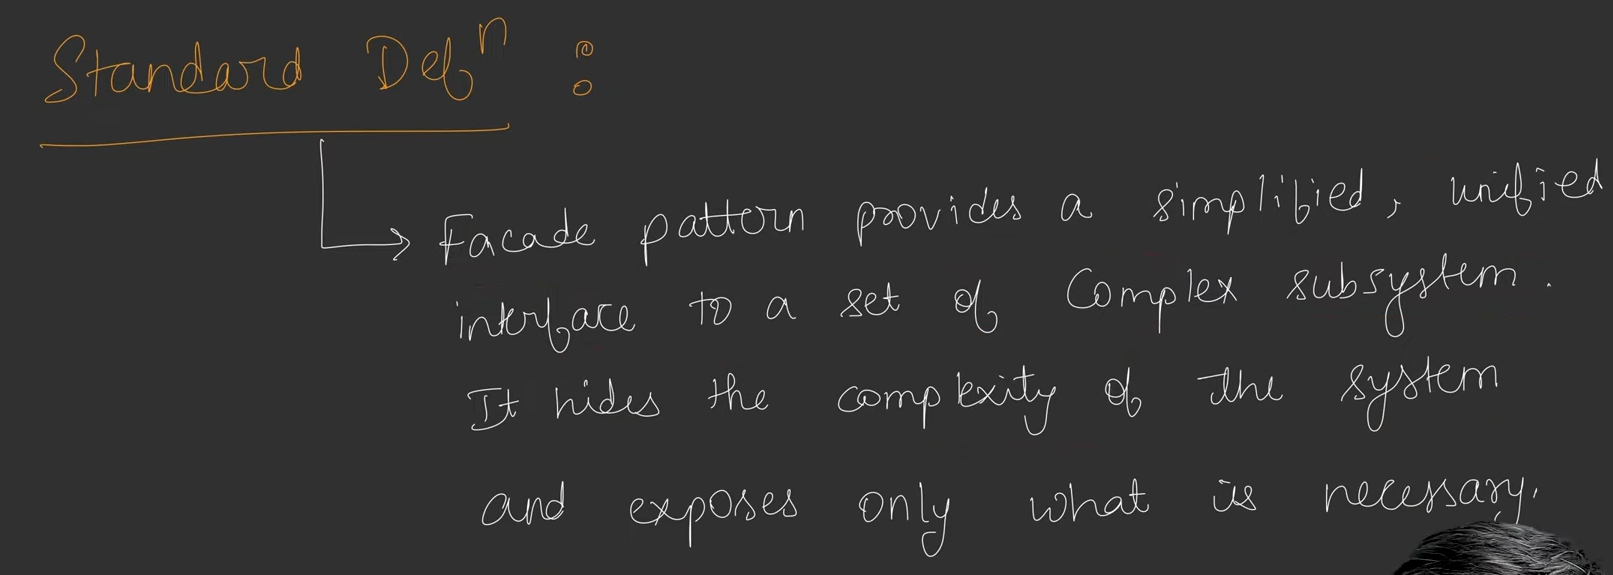 Standard Defⁿ :
Facade pattern provides a simplified, unified
interface to a set of Complex subsystem.
It hides the complexity of the system
and exposes only what is necessary.